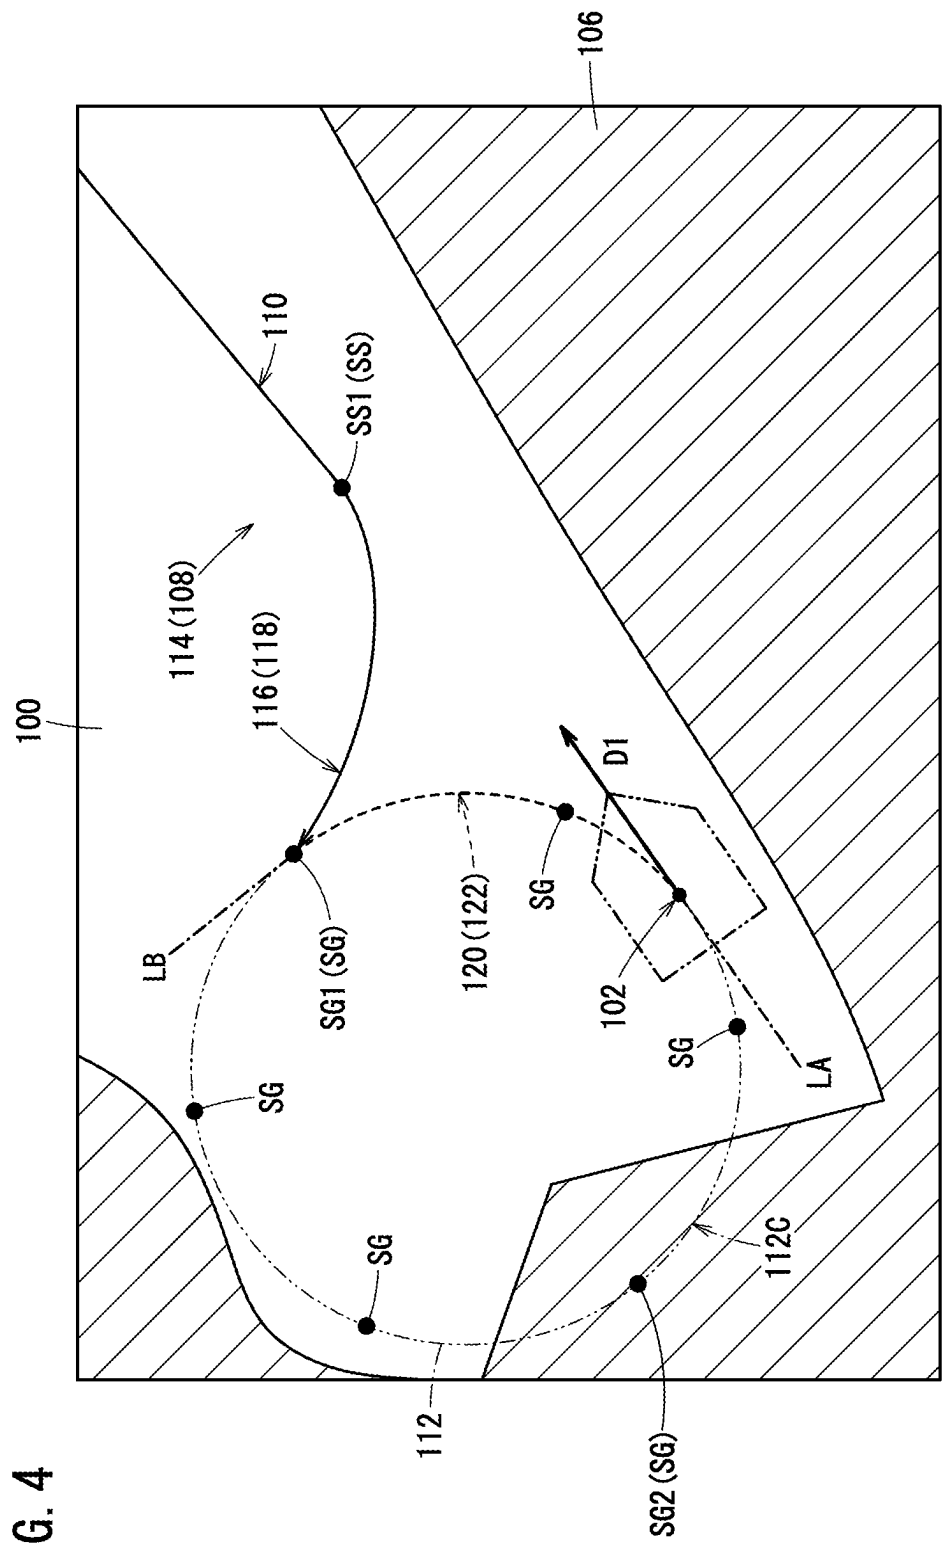 G. 4
100
106
110
SS1(SS)
114(108)
116(118)
LB
SG1(SG)
120(122)
SG
D1
102
SG
LA
SG
SG
112C
112
SG2(SG)